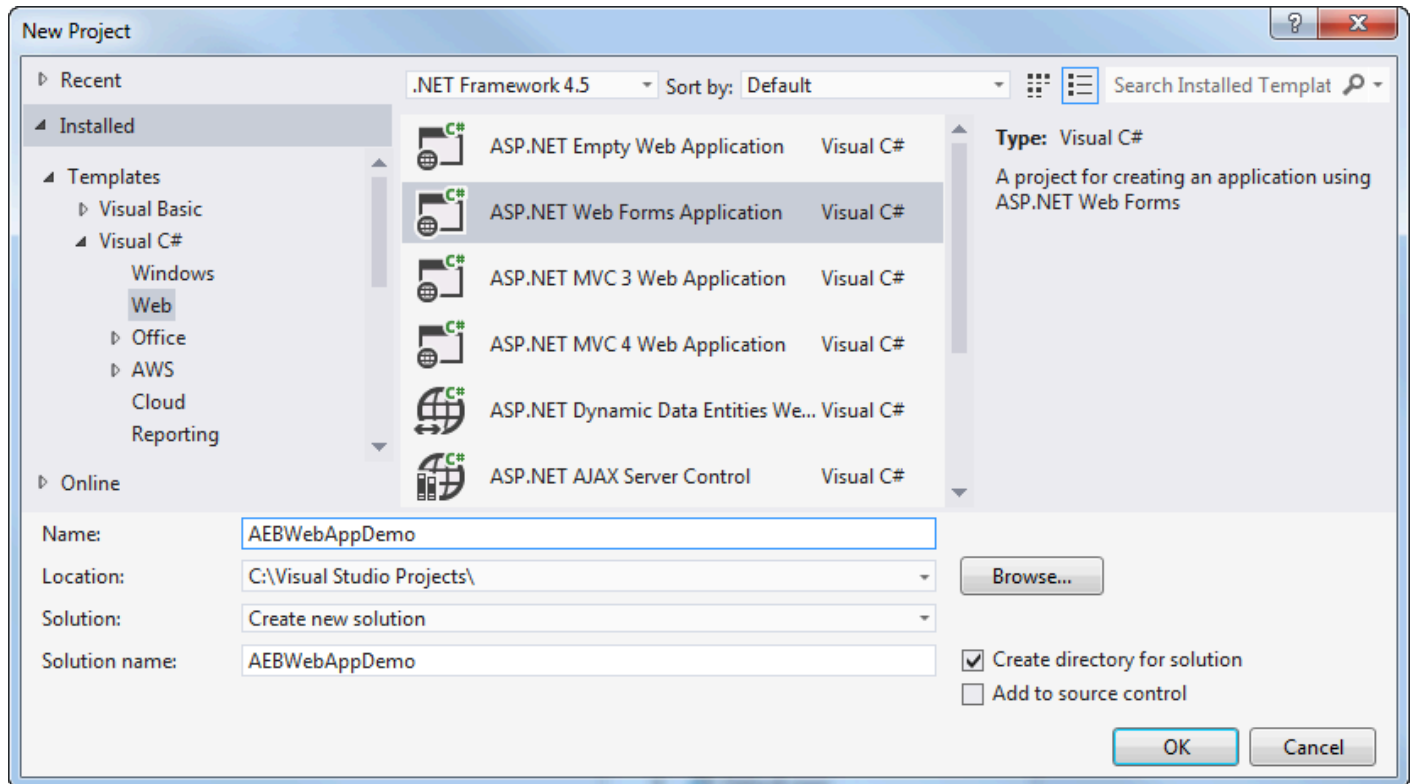 New Project
Recent
.NET Framework 4.5 Sort by: Default Search Installed Templat
Installed
Templates
Visual Basic
Visual C#
Windows
Web
Office
AWS
Cloud
Reporting
Online
C# ASP.NET Empty Web Application Visual C#
C# ASP.NET Web Forms Application Visual C#
C# ASP.NET MVC 3 Web Application Visual C#
C# ASP.NET MVC 4 Web Application Visual C#
C# ASP.NET Dynamic Data Entities We... Visual C#
C# ASP.NET AJAX Server Control Visual C#
Type: Visual C#
A project for creating an application using
ASP.NET Web Forms
Name: AEBWebAppDemo
Location: C:\Visual Studio Projects\ Browse...
Solution: Create new solution
Solution name: AEBWebAppDemo
Create directory for solution
Add to source control
OK Cancel